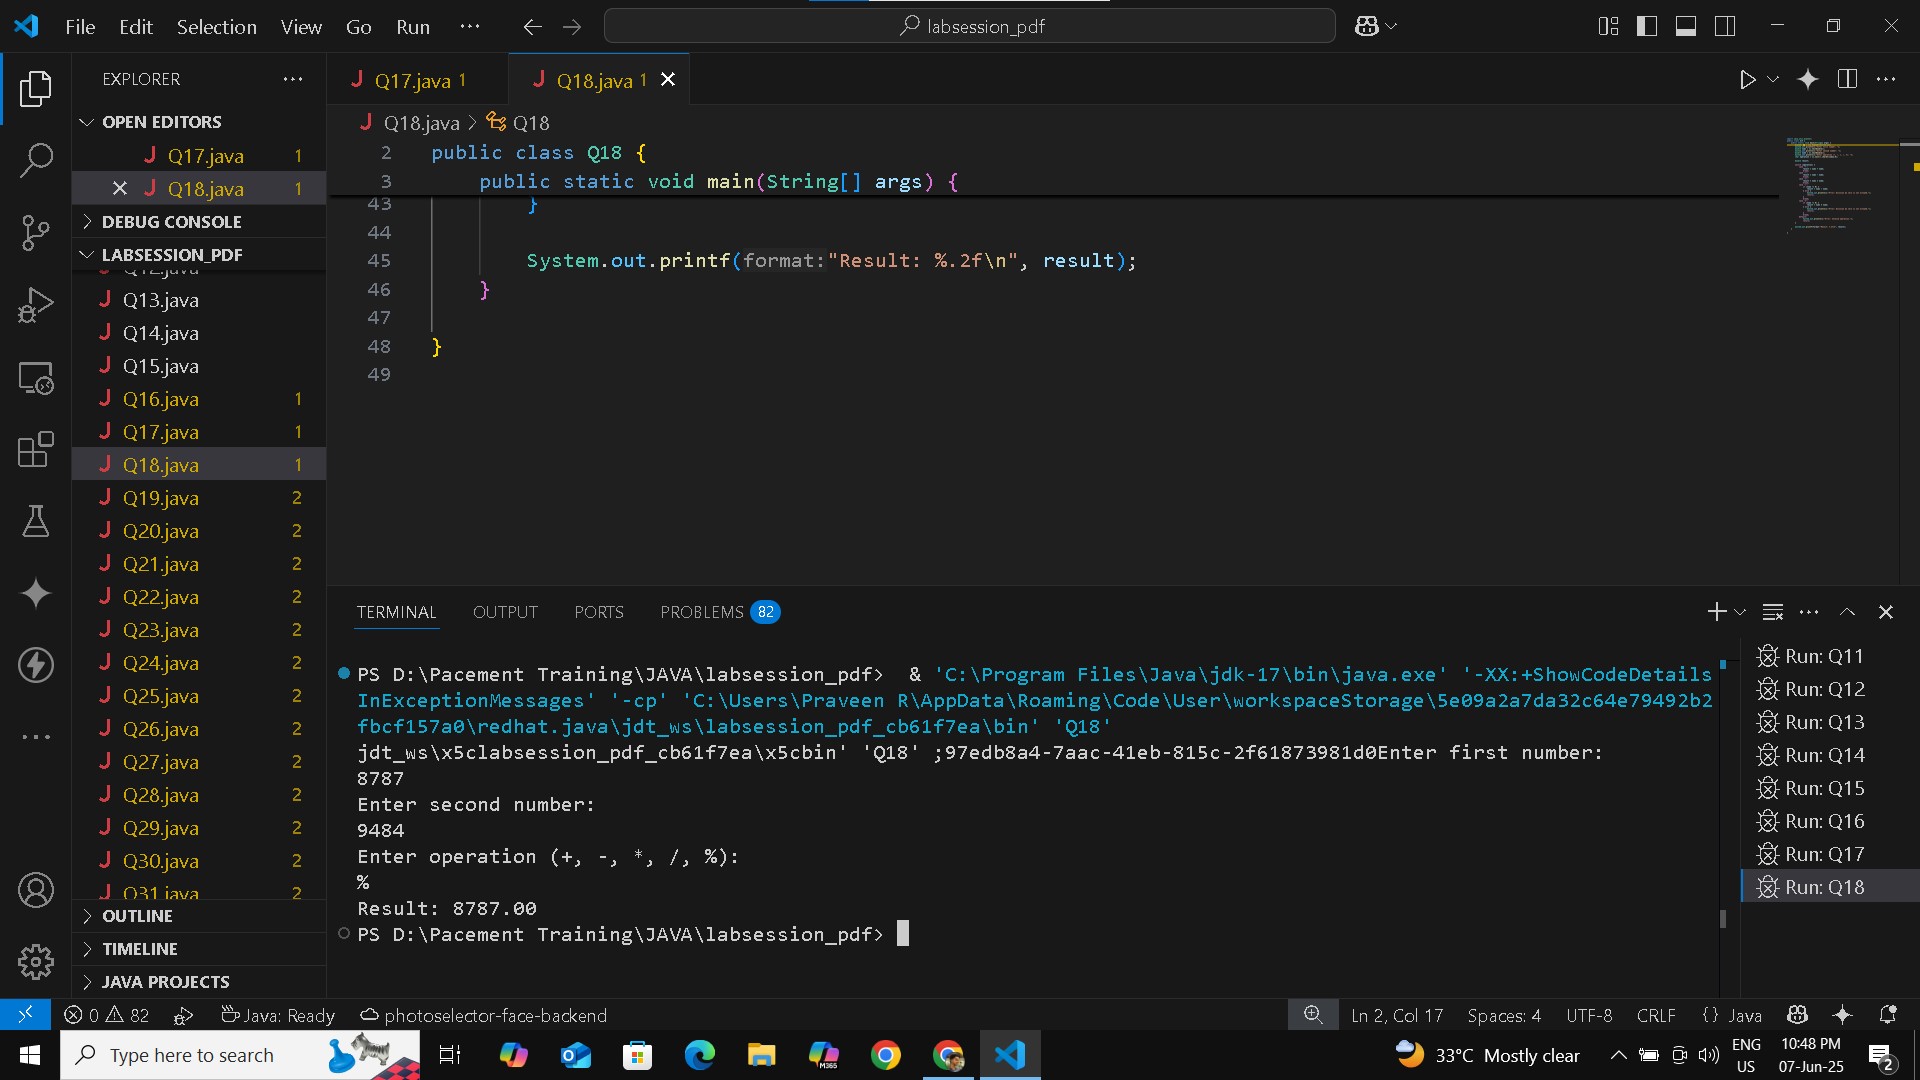 File Edit Selection View Go Run ··· labsession_pdf
EXPLORER ···
OPEN EDITORS
Q17.java 1
Q18.java 1
DEBUG CONSOLE
LABSESSION_PDF
Q12.java
Q13.java
Q14.java
Q15.java
Q16.java 1
Q17.java 1
Q18.java 1
Q19.java 2
Q20.java 2
Q21.java 2
Q22.java 2
Q23.java 2
Q24.java 2
Q25.java 2
Q26.java 2
Q27.java 2
Q28.java 2
Q29.java 2
Q30.java 2
Q31.java 2
OUTLINE
TIMELINE
JAVA PROJECTS
Q17.java 1 Q18.java 1
Q18.java > Q18
2 public class Q18 {
3 public static void main(String[] args) {
43 }
44
45 System.out.printf(format:"Result: %.2f\n", result);
46 }
47
48 }
49
TERMINAL OUTPUT PORTS PROBLEMS 82
PS D:\Pacement Training\JAVA\labsession_pdf> & 'C:\Program Files\Java\jdk-17\bin\java.exe' '-XX:+ShowCodeDetails
InExceptionMessages' '-cp' 'C:\Users\Praveen R\AppData\Roaming\Code\User\workspaceStorage\5e09a2a7da32c64e79492b2
fbcf157a0\redhat.java\jdt_ws\labsession_pdf_cb61f7ea\bin' 'Q18'
jdt_ws\x5clabsession_pdf_cb61f7ea\x5cbin' 'Q18' ;97edb8a4-7aac-41eb-815c-2f61873981d0Enter first number:
8787
Enter second number:
9484
Enter operation (+, -, *, /, %):
%
Result: 8787.00
PS D:\Pacement Training\JAVA\labsession_pdf>
Run: Q11
Run: Q12
Run: Q13
Run: Q14
Run: Q15
Run: Q16
Run: Q17
Run: Q18
0 82 Java: Ready photoselector-face-backend Ln 2, Col 17 Spaces: 4 UTF-8 CRLF {} Java
Type here to search M365 33°C Mostly clear ENG US 10:48 PM 07-Jun-25 2